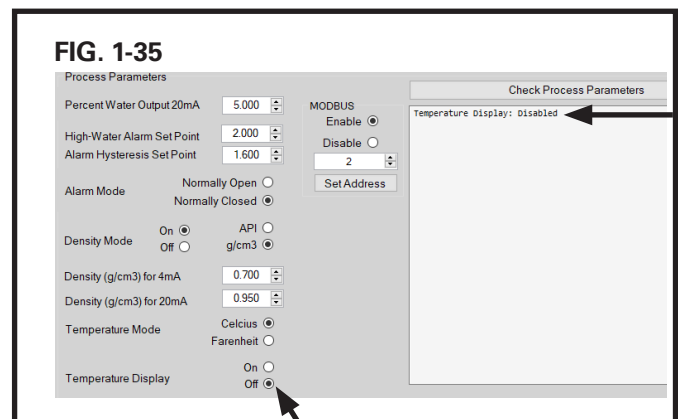 FIG. 1-35
Process Parameters
Percent Water Output 20mA 5.000
High-Water Alarm Set Point 2.000
Alarm Hysteresis Set Point 1.600
Alarm Mode
Normally Open
Normally Closed
Density Mode
On
Off
API
g/cm3
Density (g/cm3) for 4mA 0.700
Density (g/cm3) for 20mA 0.950
Temperature Mode
Celcius
Farenheit
Temperature Display
On
Off
MODBUS
Enable
Disable
2
Set Address
Check Process Parameters
Temperature Display: Disabled